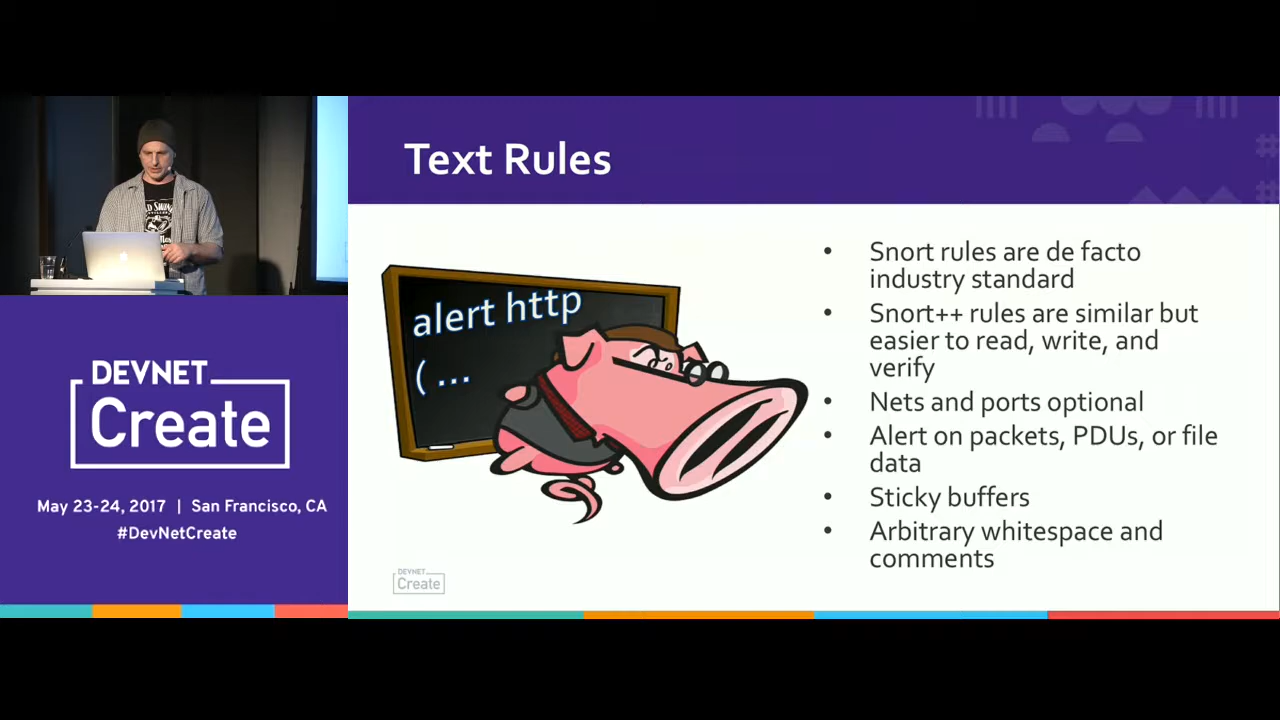 Text Rules
alert http
( ...
• Snort rules are de facto
industry standard
• Snort++ rules are similar but
easier to read, write, and
verify
• Nets and ports optional
• Alert on packets, PDUs, or file
data
• Sticky buffers
• Arbitrary whitespace and
comments
DEVNET
Create
DEVNET
Create
May 23-24, 2017 | San Francisco, CA
#DevNetCreate